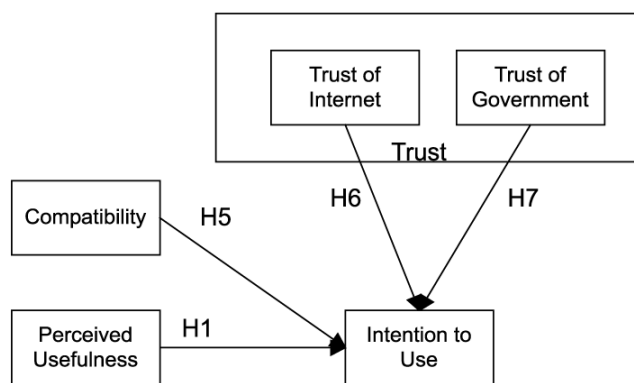 Trust of
Internet
Trust of
Government
Trust
H6
H7
Compatibility
H5
Perceived
Usefulness
H1
Intention to
Use